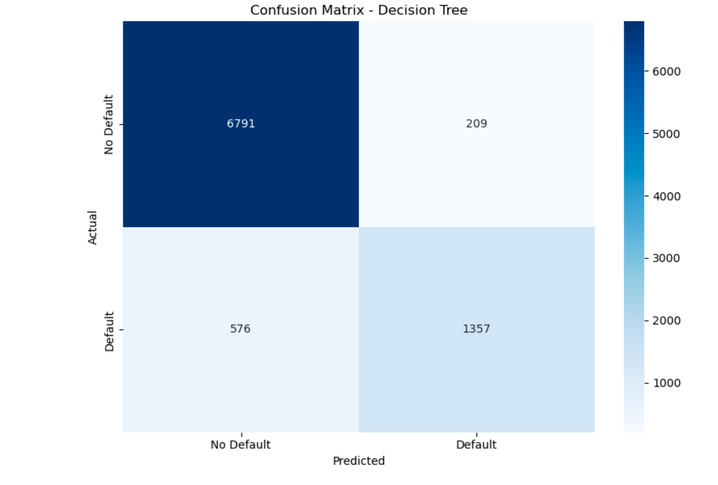 Confusion Matrix - Decision Tree
No Default
6791
209
6000
5000
4000
3000
2000
1000
Actual
Default
576
1357
No Default
Default
Predicted